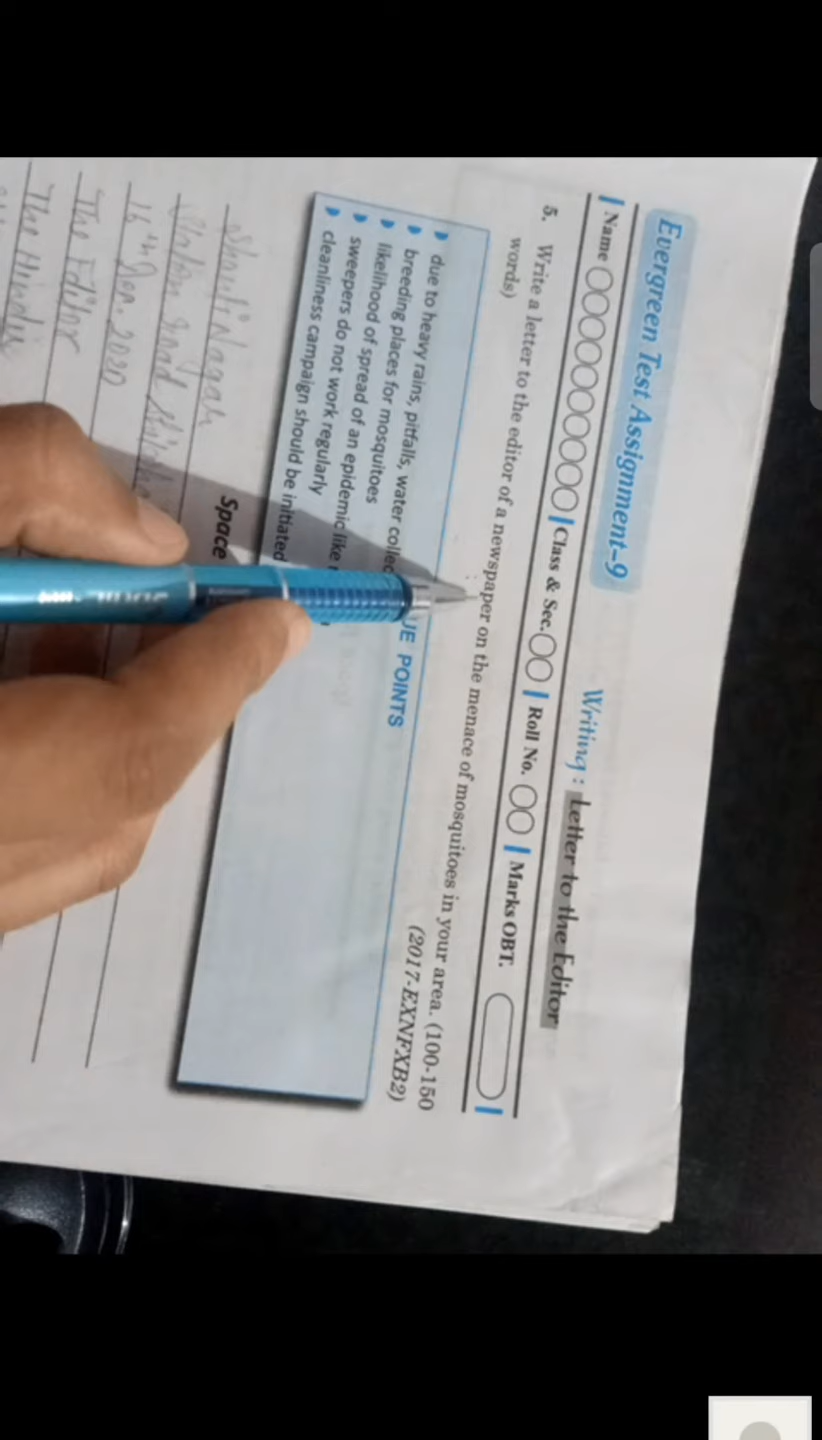 Evergreen Test Assignment–9
Writing : Letter to the Editor
Name Class & Sec. Roll No. Marks OBT.
5. Write a letter to the editor of a newspaper on the menace of mosquitoes in your area. (100-150
words) (2017-EXNFXB2)
UE POINTS
due to heavy rains, pitfalls, water collec
breeding places for mosquitoes
likelihood of spread of an epidemic like
sweepers do not work regularly
cleanliness campaign should be initiated
Space
Shanti Nagar
16th 2020
The Editor
The Hindu